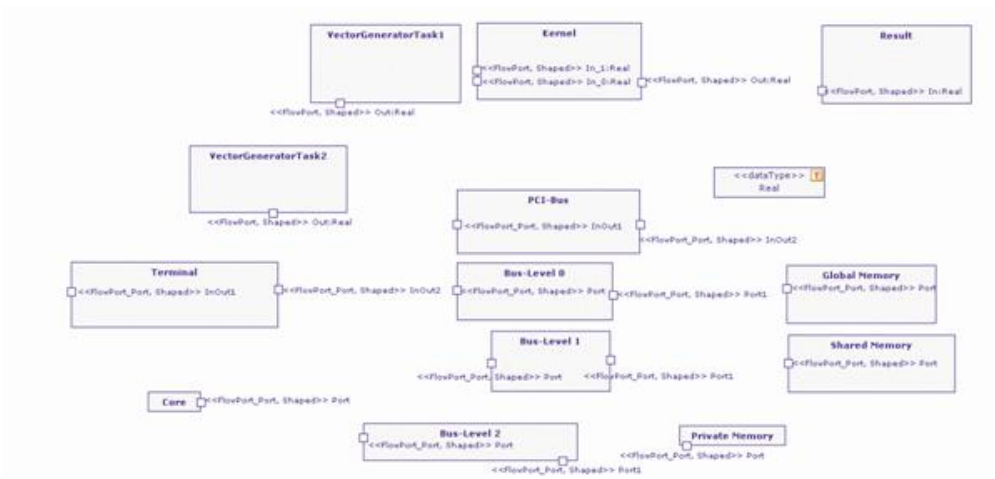 VectorGeneratorTask1
Kernel
Result
<<FlowPort, Shaped>> In_1:Real
<<FlowPort, Shaped>> In_0:Real
<<FlowPort, Shaped>> Out:Real
<<FlowPort, Shaped>> In:Real
<<FlowPort, Shaped>> Out:Real
VectorGeneratorTask2
<<dataType>> T
Real
<<FlowPort, Shaped>> Out:Real
PCI-Bus
<<FlowPort_Port, Shaped>> InOut1
<<FlowPort_Port, Shaped>> InOut2
Terminal
<<FlowPort_Port, Shaped>> InOut1
<<FlowPort_Port, Shaped>> InOut2
Bus-Level 0
<<FlowPort_Port, Shaped>> Port
<<FlowPort_Port, Shaped>> Port1
Global Memory
<<FlowPort_Port, Shaped>> Port
Bus-Level 1
<<FlowPort_Port, Shaped>> Port
<<FlowPort_Port, Shaped>> Port1
Shared Memory
<<FlowPort_Port, Shaped>> Port
Core
<<FlowPort_Port, Shaped>> Port
Bus-Level 2
<<FlowPort_Port, Shaped>> Port
<<FlowPort_Port, Shaped>> Port1
Private Memory
<<FlowPort_Port, Shaped>> Port